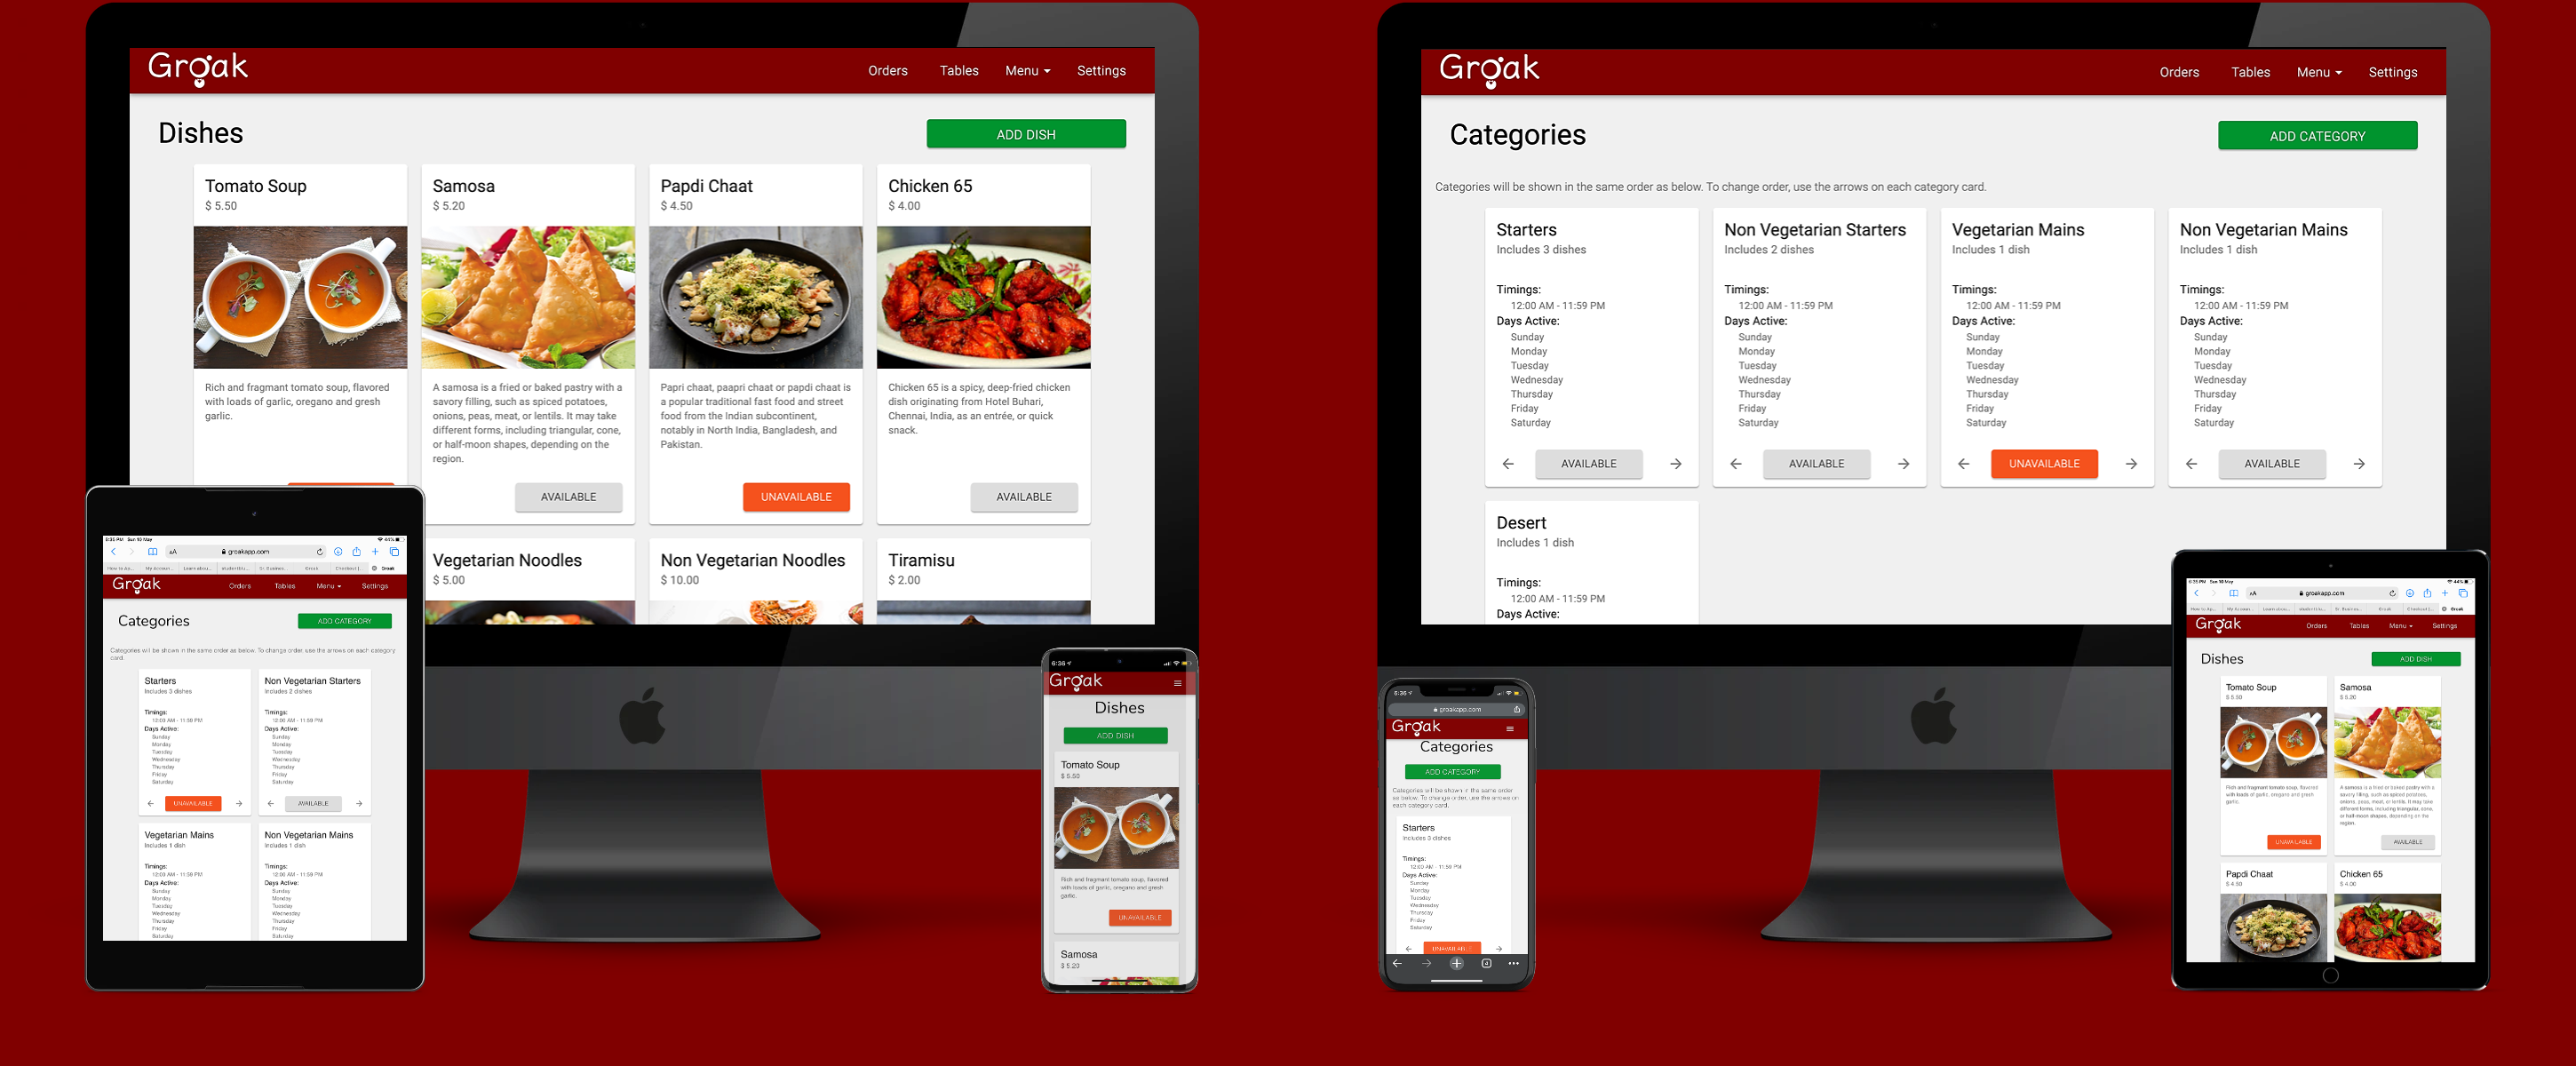 Groak
Orders Tables Menu Settings
Dishes
ADD DISH
Tomato Soup
$ 5.50
Rich and fragmant tomato soup, flavored
with loads of garlic, oregano and gresh
garlic.
Samosa
$ 5.20
A samosa is a fried or baked pastry with a
savory filling, such as spiced potatoes,
onions, peas, meat, or lentils. It may take
different forms, including triangular, cone,
or half-moon shapes, depending on the
region.
AVAILABLE
Papdi Chaat
$ 4.50
Papri chaat, paapri chaat or papdi chaat is
a popular traditional fast food and street
food from the Indian subcontinent,
notably in North India, Bangladesh, and
Pakistan.
UNAVAILABLE
Chicken 65
$ 4.00
Chicken 65 is a spicy, deep-fried chicken
dish originating from Hotel Buhari,
Chennai, India, as an entrée, or quick
snack.
AVAILABLE
Vegetarian Noodles
$ 5.00
Non Vegetarian Noodles
$ 10.00
Tiramisu
$ 2.00
5:35 PM Sun 10 May
44%
AA groakapp.com
Groak
Orders Tables Menu Settings
Categories
ADD CATEGORY
Categories will be shown in the same order as below. To change order, use the arrows on each category
card.
Starters
Includes 3 dishes
Timings:
12:00 AM - 11:59 PM
Days Active:
Sunday
Monday
Tuesday
Wednesday
Thursday
Friday
Saturday
UNAVAILABLE
Non Vegetarian Starters
Includes 2 dishes
Timings:
12:00 AM - 11:59 PM
Days Active:
Sunday
Monday
Tuesday
Wednesday
Thursday
Friday
Saturday
AVAILABLE
Vegetarian Mains
Includes 1 dish
Timings:
12:00 AM - 11:59 PM
Days Active:
Sunday
Monday
Tuesday
Wednesday
Thursday
Friday
Saturday
Non Vegetarian Mains
Includes 1 dish
Timings:
12:00 AM - 11:59 PM
Days Active:
Sunday
Monday
Tuesday
Wednesday
Thursday
Friday
Saturday
6:36
Groak
Dishes
ADD DISH
Tomato Soup
$ 5.50
Rich and fragmant tomato soup, flavored
with loads of garlic, oregano and gresh
garlic.
UNAVAILABLE
Samosa
$ 5.20
Groak
Orders Tables Menu Settings
Categories
ADD CATEGORY
Categories will be shown in the same order as below. To change order, use the arrows on each category card.
Starters
Includes 3 dishes
Timings:
12:00 AM - 11:59 PM
Days Active:
Sunday
Monday
Tuesday
Wednesday
Thursday
Friday
Saturday
AVAILABLE
Non Vegetarian Starters
Includes 2 dishes
Timings:
12:00 AM - 11:59 PM
Days Active:
Sunday
Monday
Tuesday
Wednesday
Thursday
Friday
Saturday
AVAILABLE
Vegetarian Mains
Includes 1 dish
Timings:
12:00 AM - 11:59 PM
Days Active:
Sunday
Monday
Tuesday
Wednesday
Thursday
Friday
Saturday
UNAVAILABLE
Non Vegetarian Mains
Includes 1 dish
Timings:
12:00 AM - 11:59 PM
Days Active:
Sunday
Monday
Tuesday
Wednesday
Thursday
Friday
Saturday
AVAILABLE
Desert
Includes 1 dish
Timings:
12:00 AM - 11:59 PM
Days Active:
6:36
groakapp.com
Groak
Categories
ADD CATEGORY
Categories will be shown in the same order
as below. To change order, use the arrows on
each category card.
Starters
Includes 3 dishes
Timings:
12:00 AM - 11:59 PM
Days Active:
Sunday
Monday
Tuesday
Wednesday
Thursday
Friday
Saturday
UNAVAILABLE
5:35 PM Sun 10 May
44%
AA groakapp.com
Groak
Orders Tables Menu Settings
Dishes
ADD DISH
Tomato Soup
$ 5.50
Rich and fragmant tomato soup, flavored
with loads of garlic, oregano and gresh
garlic.
UNAVAILABLE
Samosa
$ 5.20
A samosa is a fried or baked pastry with a
savory filling, such as spiced potatoes,
onions, peas, meat, or lentils. It may take
different forms, including triangular, cone,
or half-moon shapes, depending on the
region.
AVAILABLE
Papdi Chaat
$ 4.50
Chicken 65
$ 4.00